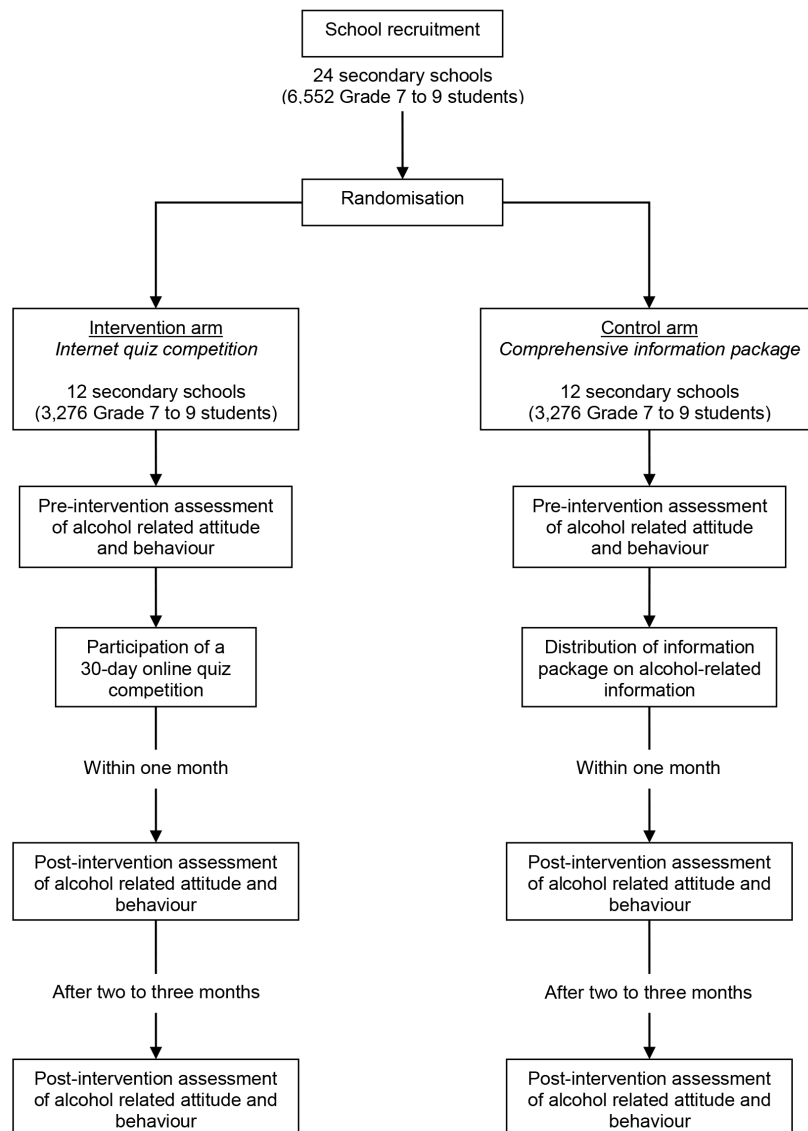 School recruitment
24 secondary schools
(6,552 Grade 7 to 9 students)
Randomisation
Intervention arm
Internet quiz competition
12 secondary schools
(3,276 Grade 7 to 9 students)
Control arm
Comprehensive information package
12 secondary schools
(3,276 Grade 7 to 9 students)
Pre-intervention assessment
of alcohol related attitude
and behaviour
Pre-intervention assessment
of alcohol related attitude
and behaviour
Participation of a
30-day online quiz
competition
Distribution of information
package on alcohol-related
information
Within one month
Within one month
Post-intervention assessment
of alcohol related attitude and
behaviour
Post-intervention assessment
of alcohol related attitude and
behaviour
After two to three months
After two to three months
Post-intervention assessment
of alcohol related attitude and
behaviour
Post-intervention assessment
of alcohol related attitude and
behaviour